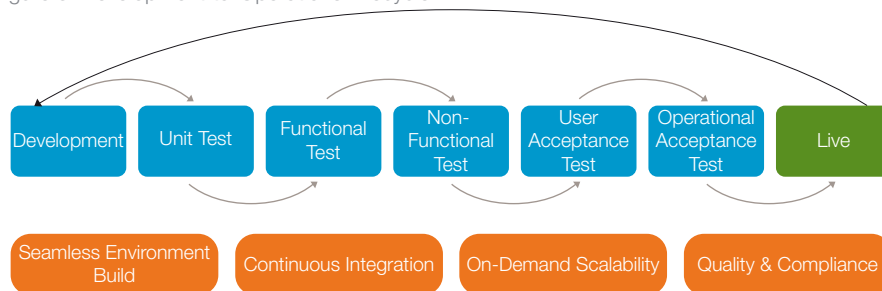 Development
Unit Test
Functional
Test
Non-
Functional
Test
User
Acceptance
Test
Operational
Acceptance
Test
Live
Seamless Environment
Build
Continuous Integration
On-Demand Scalability
Quality & Compliance